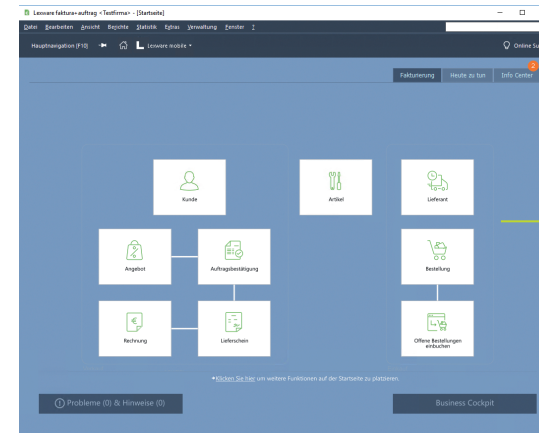 Lexware faktura+auftrag <Testfirma> - [Startseite]
Datei Bearbeiten Ansicht Berichte Statistik Extras Verwaltung Fenster ?
Hauptnavigation (F10) Lexware mobile Online Su
2
Fakturierung Heute zu tun Info Center
Kunde Artikel Lieferant
Angebot Auftragsbestätigung Bestellung
Rechnung Lieferschein Offene Bestellungen
einbuchen
*Klicken Sie hier um weitere Funktionen auf der Startseite zu platzieren.
Probleme (0) & Hinweise (0) Business Cockpit